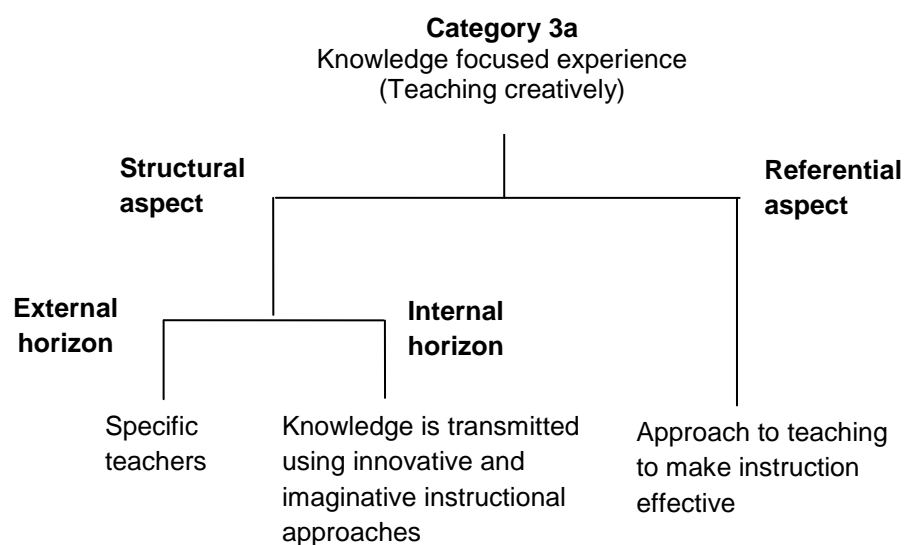 Category 3a
Knowledge focused experience
(Teaching creatively)
Structural
aspect
Referential
aspect
External
horizon
Internal
horizon
Specific
teachers
Knowledge is transmitted
using innovative and
imaginative instructional
approaches
Approach to teaching
to make instruction
effective